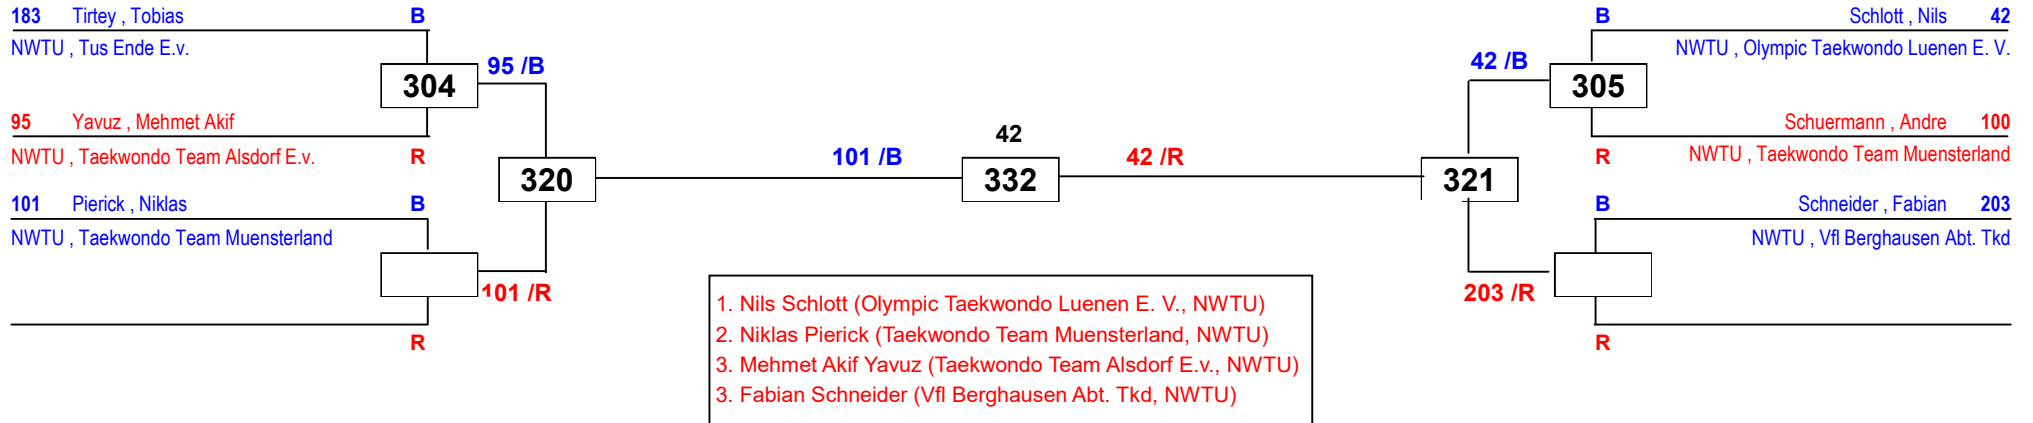 183 Tirtey , Tobias B
NWTU , Tus Ende E.v.
304
95 /B
95 Yavuz , Mehmet Akif
NWTU , Taekwondo Team Alsdorf E.v. R
320
101 Pierick , Niklas B
NWTU , Taekwondo Team Muensterland
101 /R
R
101 /B
42
332
42 /R
B Schlott , Nils 42
NWTU , Olympic Taekwondo Luenen E. V.
42 /B
305
Schuermann , Andre 100
R NWTU , Taekwondo Team Muensterland
321
B Schneider , Fabian 203
NWTU , Vfl Berghausen Abt. Tkd
203 /R
R
1. Nils Schlott (Olympic Taekwondo Luenen E. V., NWTU)
2. Niklas Pierick (Taekwondo Team Muensterland, NWTU)
3. Mehmet Akif Yavuz (Taekwondo Team Alsdorf E.v., NWTU)
3. Fabian Schneider (Vfl Berghausen Abt. Tkd, NWTU)